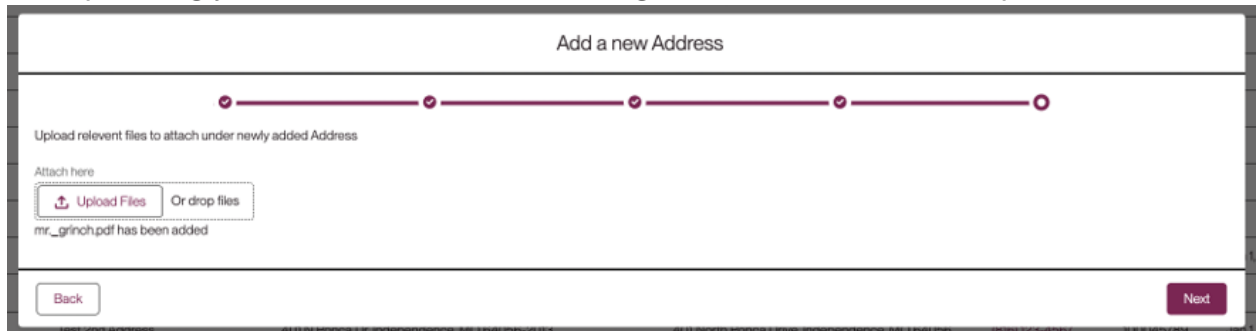 Add a new Address
Upload relevent files to attach under newly added Address
Attach here
Upload Files Or drop files
mr._grinch.pdf has been added
Back Next